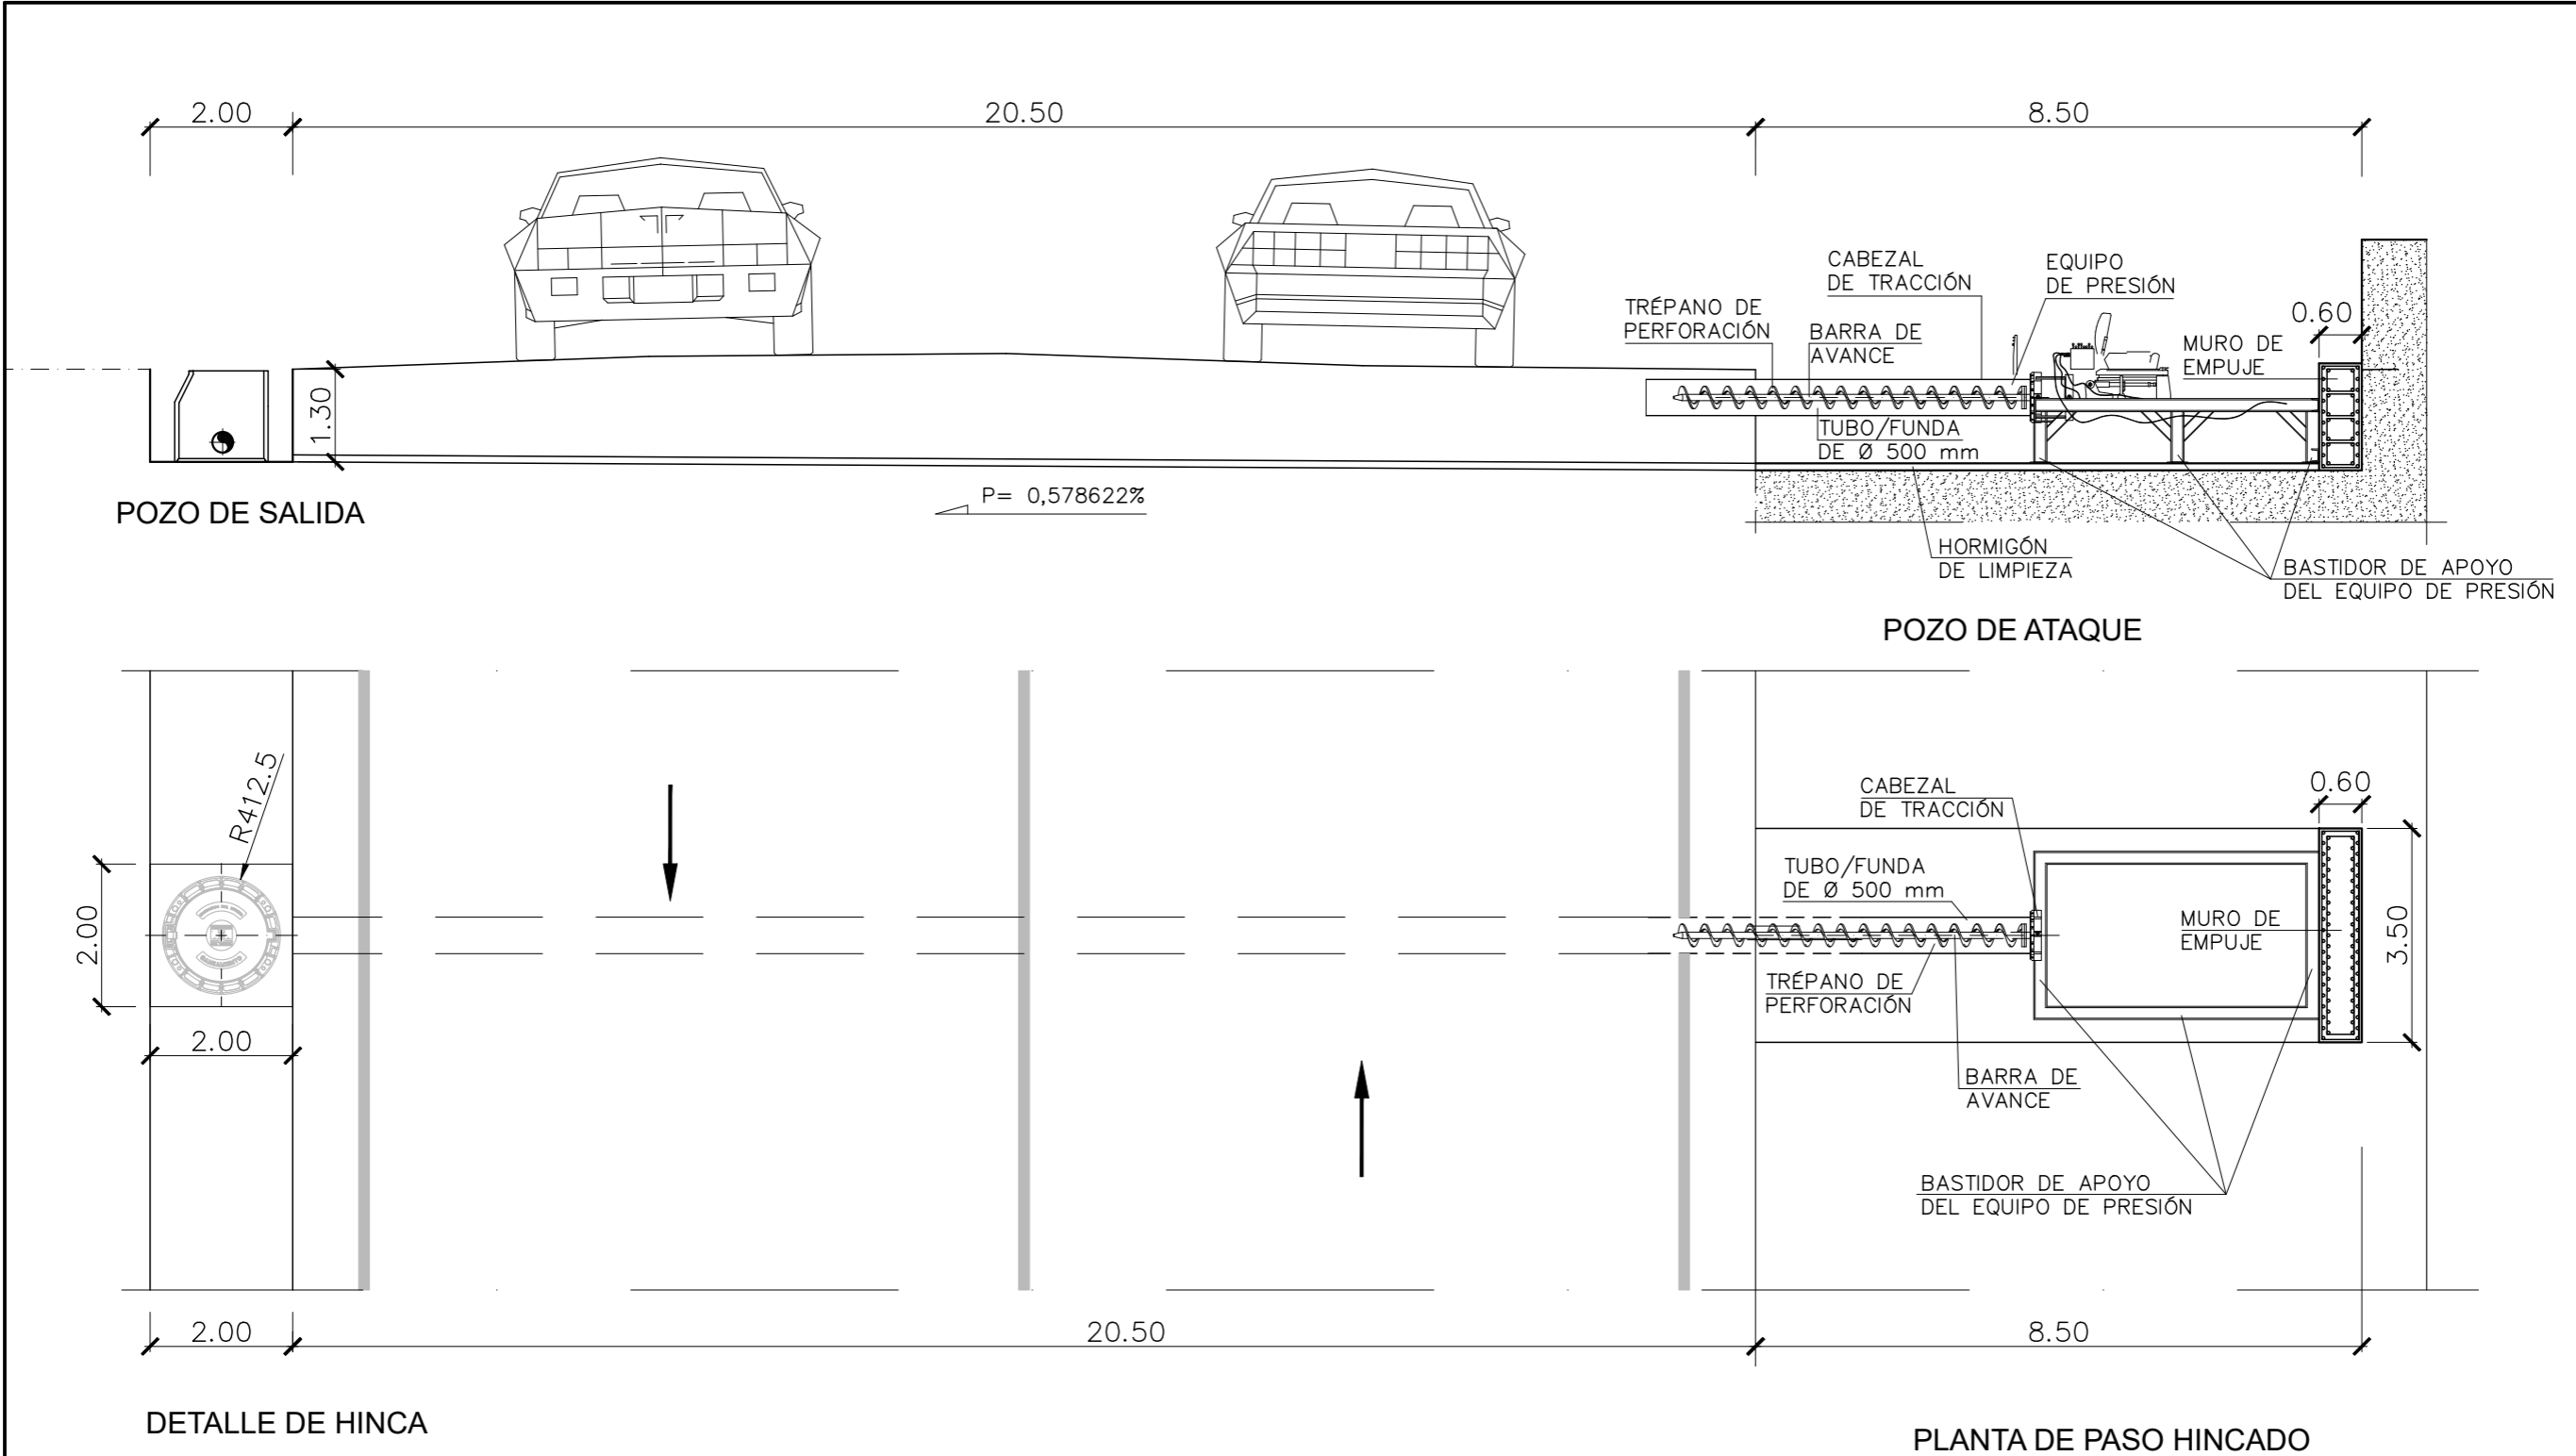 2.00
20.50
8.50
CABEZAL
DE TRACCIÓN
EQUIPO
DE PRESIÓN
TRÉPANO DE
PERFORACIÓN
BARRA DE
AVANCE
0.60
MURO DE
EMPUJE
1.30
TUBO/FUNDA
DE Ø 500 mm
P= 0,578622%
POZO DE SALIDA
HORMIGÓN
DE LIMPIEZA
BASTIDOR DE APOYO
DEL EQUIPO DE PRESIÓN
POZO DE ATAQUE
R412.5
2.00
2.00
CABEZAL
DE TRACCIÓN
0.60
TUBO/FUNDA
DE Ø 500 mm
MURO DE
EMPUJE
3.50
TRÉPANO DE
PERFORACIÓN
BARRA DE
AVANCE
BASTIDOR DE APOYO
DEL EQUIPO DE PRESIÓN
2.00
20.50
8.50
DETALLE DE HINCA
PLANTA DE PASO HINCADO